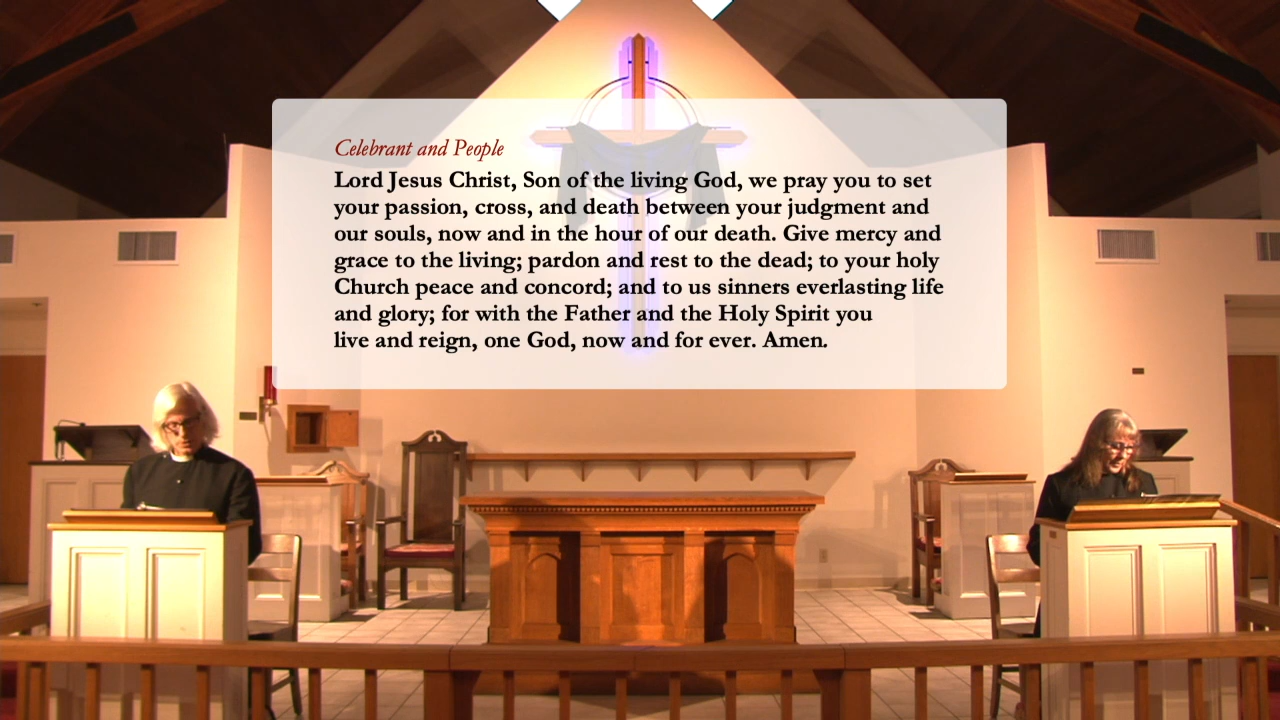 Celebrant and People
Lord Jesus Christ, Son of the living God, we pray you to set
your passion, cross, and death between your judgment and
our souls, now and in the hour of our death. Give mercy and
grace to the living; pardon and rest to the dead; to your holy
Church peace and concord; and to us sinners everlasting life
and glory; for with the Father and the Holy Spirit you
live and reign, one God, now and for ever. Amen.